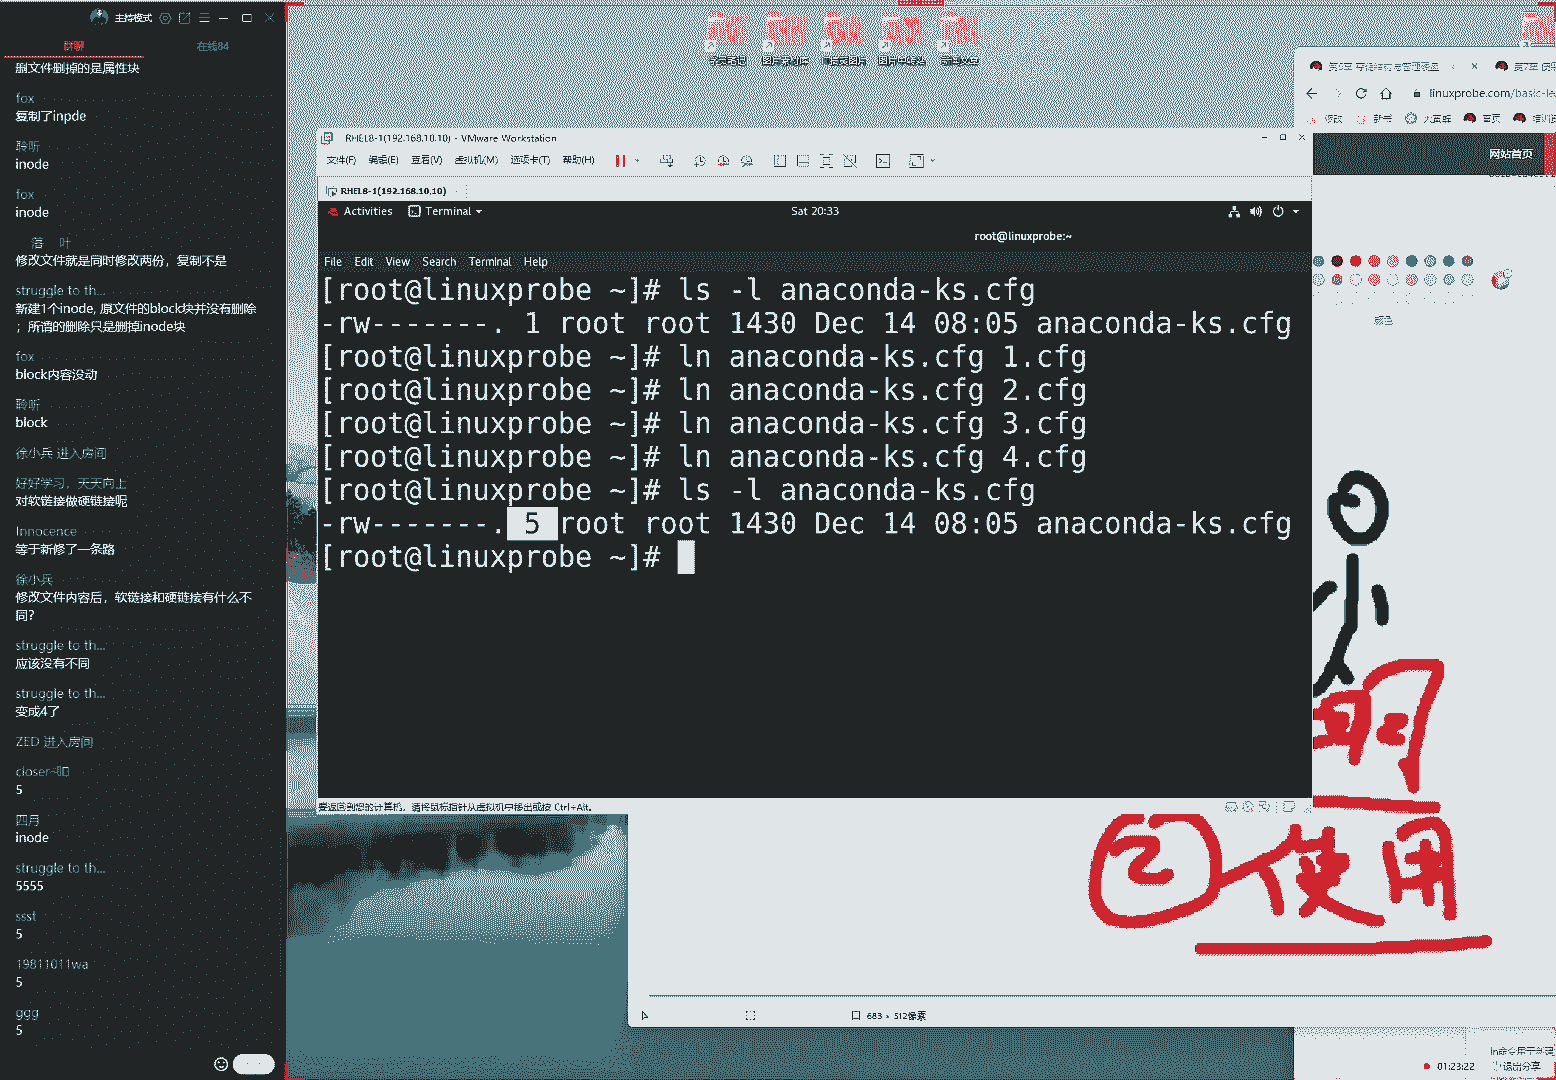 主持模式
群聊
在线84
删文件删掉的是属性块
fox
复制了inpde
聆听
inode
fox
inode
落 叶
修改文件就是同时修改两份，复制不是
struggle to th...
新建1个inode, 原文件的block块并没有删除
；所谓的删除只是删掉inode块
fox
block内容没动
聆听
block
徐小兵 进入房间
好好学习，天天向上
对软链接做硬链接呢
Innocence
等于新修了一条路
徐小兵
修改文件内容后，软链接和硬链接有什么不
同?
struggle to th...
应该没有不同
struggle to th...
变成4了
ZED 进入房间
5
四月
inode
struggle to th...
5555
ssst
5
19811011wa
5
ggg
5
RHEL8-1(192.168.10.10) - VMware Workstation
文件(F) 编辑(E) 查看(V) 虚拟机(M) 选项卡(T) 帮助(H)
RHEL8-1(192.168.10.10)
Activities Terminal Sat 20:33
root@linuxprobe:~
File Edit View Search Terminal Help
[root@linuxprobe ~]# ls -l anaconda-ks.cfg
-rw-------. 1 root root 1430 Dec 14 08:05 anaconda-ks.cfg
[root@linuxprobe ~]# ln anaconda-ks.cfg 1.cfg
[root@linuxprobe ~]# ln anaconda-ks.cfg 2.cfg
[root@linuxprobe ~]# ln anaconda-ks.cfg 3.cfg
[root@linuxprobe ~]# ln anaconda-ks.cfg 4.cfg
[root@linuxprobe ~]# ls -l anaconda-ks.cfg
-rw-------. 5 root root 1430 Dec 14 08:05 anaconda-ks.cfg
[root@linuxprobe ~]#
要返回到您的计算机，请将鼠标指针从虚拟机中移出或按 Ctrl+Alt。
linuxprobe.com/basic-le
网站首页
颜色
② 使用
683 × 512像素
ln命令用于创建
01:23:22 退出分享